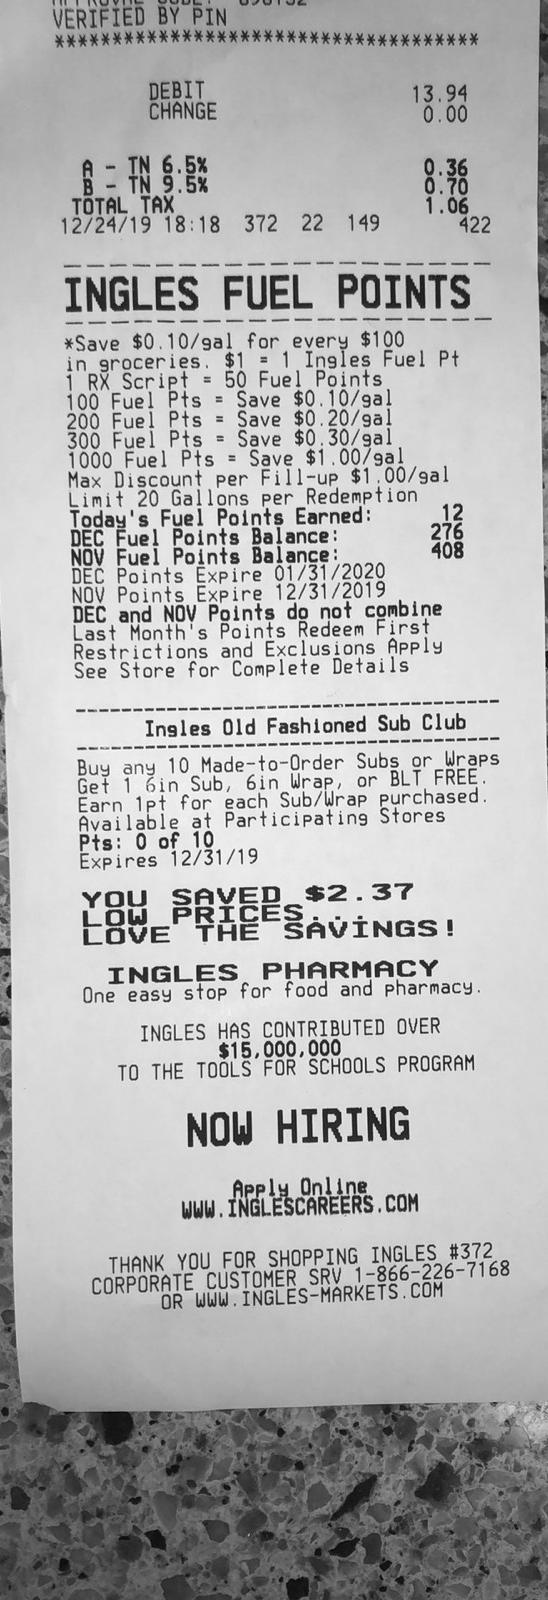 VERIFIED BY PIN
****************************************
DEBIT 13.94
CHANGE 0.00
A - TN 6.5% 0.36
B - TN 9.5% 0.70
TOTAL TAX 1.06
12/24/19 18:18 372 22 149 422
INGLES FUEL POINTS
*Save $0.10/gal for every $100
in groceries. $1 = 1 Ingles Fuel Pt
1 RX Script = 50 Fuel Points
100 Fuel Pts = Save $0.10/gal
200 Fuel Pts = Save $0.20/gal
300 Fuel Pts = Save $0.30/gal
1000 Fuel Pts = Save $1.00/gal
Max Discount per Fill-up $1.00/gal
Limit 20 Gallons per Redemption
Today's Fuel Points Earned: 12
DEC Fuel Points Balance: 276
NOV Fuel Points Balance: 408
DEC Points Expire 01/31/2020
NOV Points Expire 12/31/2019
DEC and NOV Points do not combine
Last Month's Points Redeem First
Restrictions and Exclusions Apply
See Store for Complete Details
Ingles Old Fashioned Sub Club
Buy any 10 Made-to-Order Subs or Wraps
Get 1 6in Sub, 6in Wrap, or BLT FREE.
Earn 1pt for each Sub/Wrap purchased.
Available at Participating Stores
Pts: 0 of 10
Expires 12/31/19
YOU SAVED $2.37
LOW PRICES...
LOVE THE SAVINGS!
INGLES PHARMACY
One easy stop for food and pharmacy.
INGLES HAS CONTRIBUTED OVER
$15,000,000
TO THE TOOLS FOR SCHOOLS PROGRAM
NOW HIRING
Apply Online
WWW.INGLESCAREERS.COM
THANK YOU FOR SHOPPING INGLES #372
CORPORATE CUSTOMER SRV 1-866-226-7168
OR WWW.INGLES-MARKETS.COM